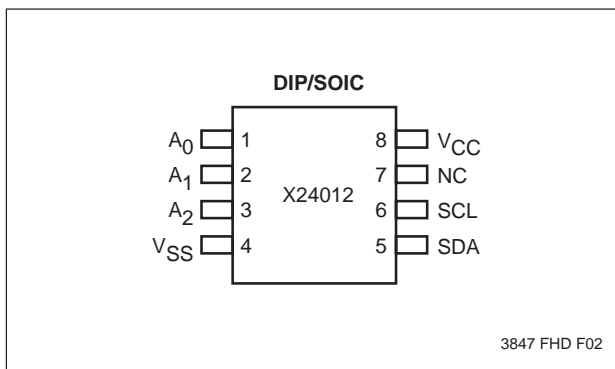 DIP/SOIC
A0 1 8 VCC
A1 2 7 NC
X24012
A2 3 6 SCL
VSS 4 5 SDA
3847 FHD F02